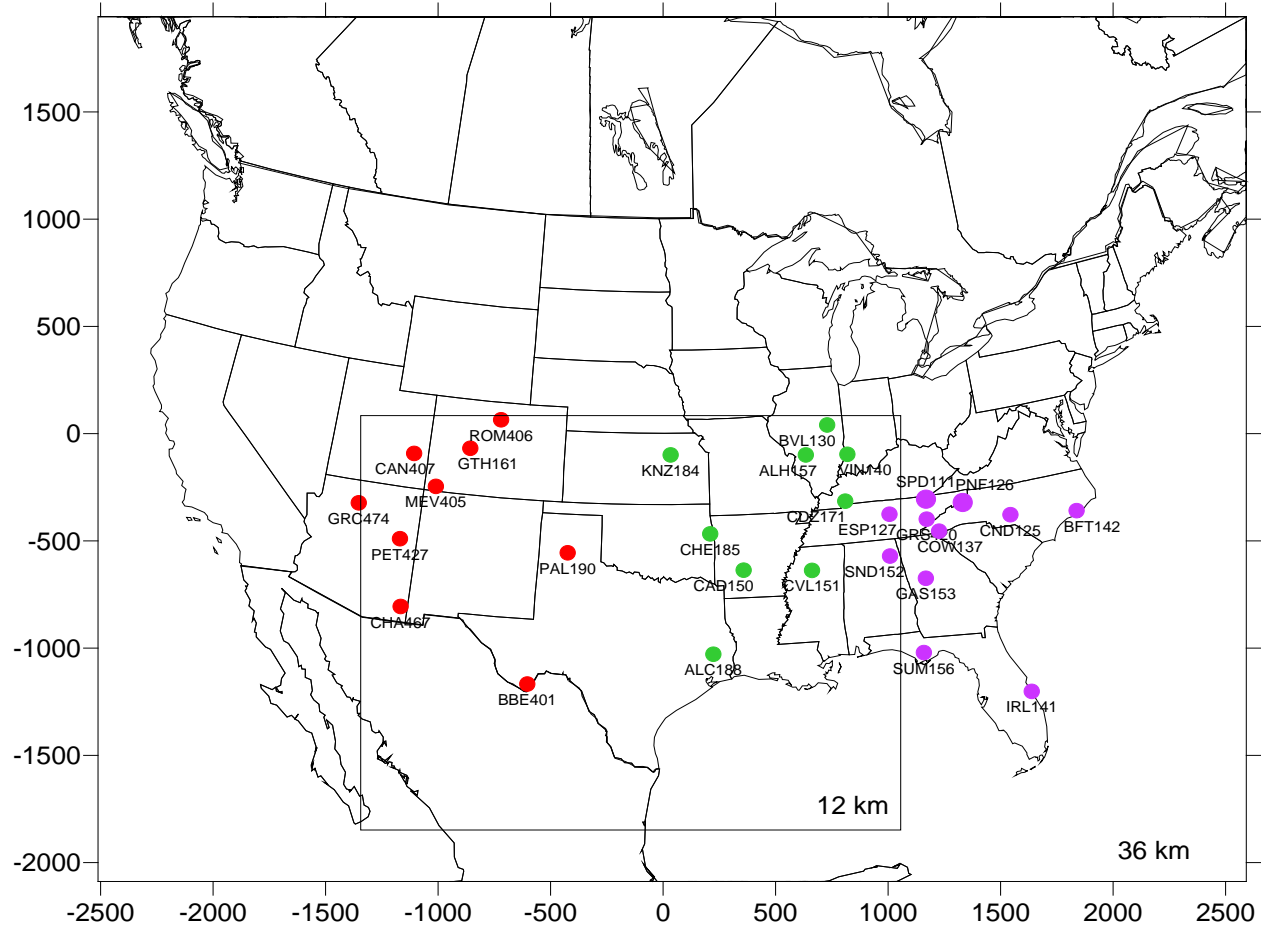 1500
1000
500
0
-500
-1000
-1500
-2000
BVL130
ROM406
CAN407
GTH161
KNZ184
ALH157
VIN140
MEV405
SPD111
PNF126
GRC474
CDZ171
ESP127
CND125
BFT142
COW137
PET427
CHE185
PAL190
CAD150
CVL151
SND152
GAS153
CHA467
ALC188
SUM156
BBE401
IRL141
12 km
36 km
-2500
-2000
-1500
-1000
-500
0
500
1000
1500
2000
2500